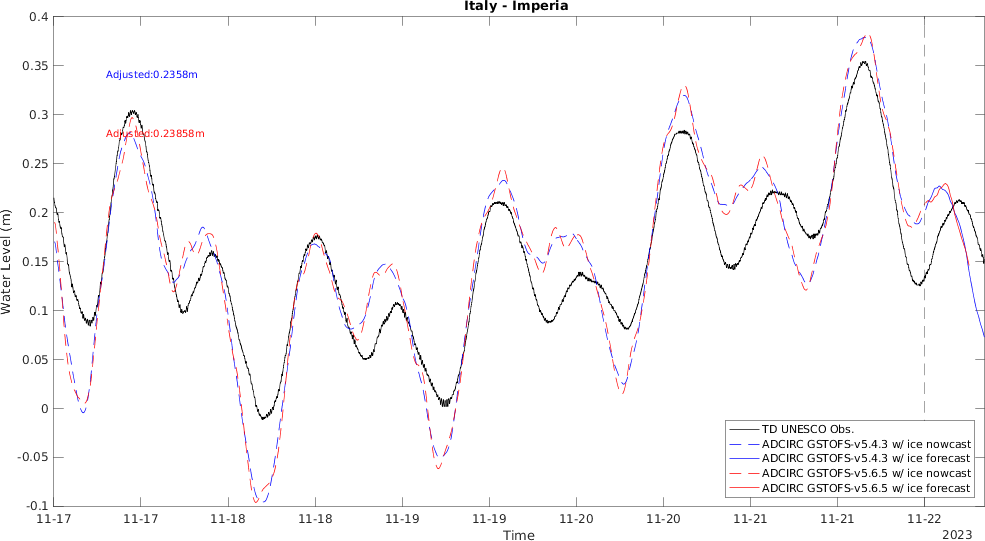 Italy - Imperia
0.4
0.35
0.3
0.25
0.2
0.15
0.1
0.05
0
-0.05
-0.1
Water Level (m)
Adjusted:0.2358m
Adjusted:0.23858m
TD UNESCO Obs.
ADCIRC GSTOFS-v5.4.3 w/ ice nowcast
ADCIRC GSTOFS-v5.4.3 w/ ice forecast
ADCIRC GSTOFS-v5.6.5 w/ ice nowcast
ADCIRC GSTOFS-v5.6.5 w/ ice forecast
11-17 11-17 11-18 11-18 11-19 11-19 11-20 11-20 11-21 11-21 11-22
Time
2023